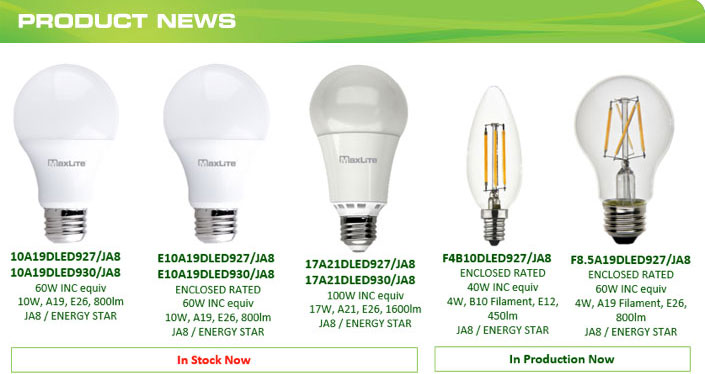 PRODUCT NEWS
MaxLite
MaxLite
MaxLite
10A19DLED927/JA8
10A19DLED930/JA8
60W INC equiv
10W, A19, E26, 800lm
JA8 / ENERGY STAR
E10A19DLED927/JA8
E10A19DLED930/JA8
ENCLOSED RATED
60W INC equiv
10W, A19, E26, 800lm
JA8 / ENERGY STAR
17A21DLED927/JA8
17A21DLED930/JA8
100W INC equiv
17W, A21, E26, 1600lm
JA8 / ENERGY STAR
F4B10DLED927/JA8
ENCLOSED RATED
40W INC equiv
4W, B10 Filament, E12,
450lm
JA8 / ENERGY STAR
F8.5A19DLED927/JA8
ENCLOSED RATED
60W INC equiv
4W, A19 Filament, E26,
800lm
JA8 / ENERGY STAR
In Stock Now
In Production Now